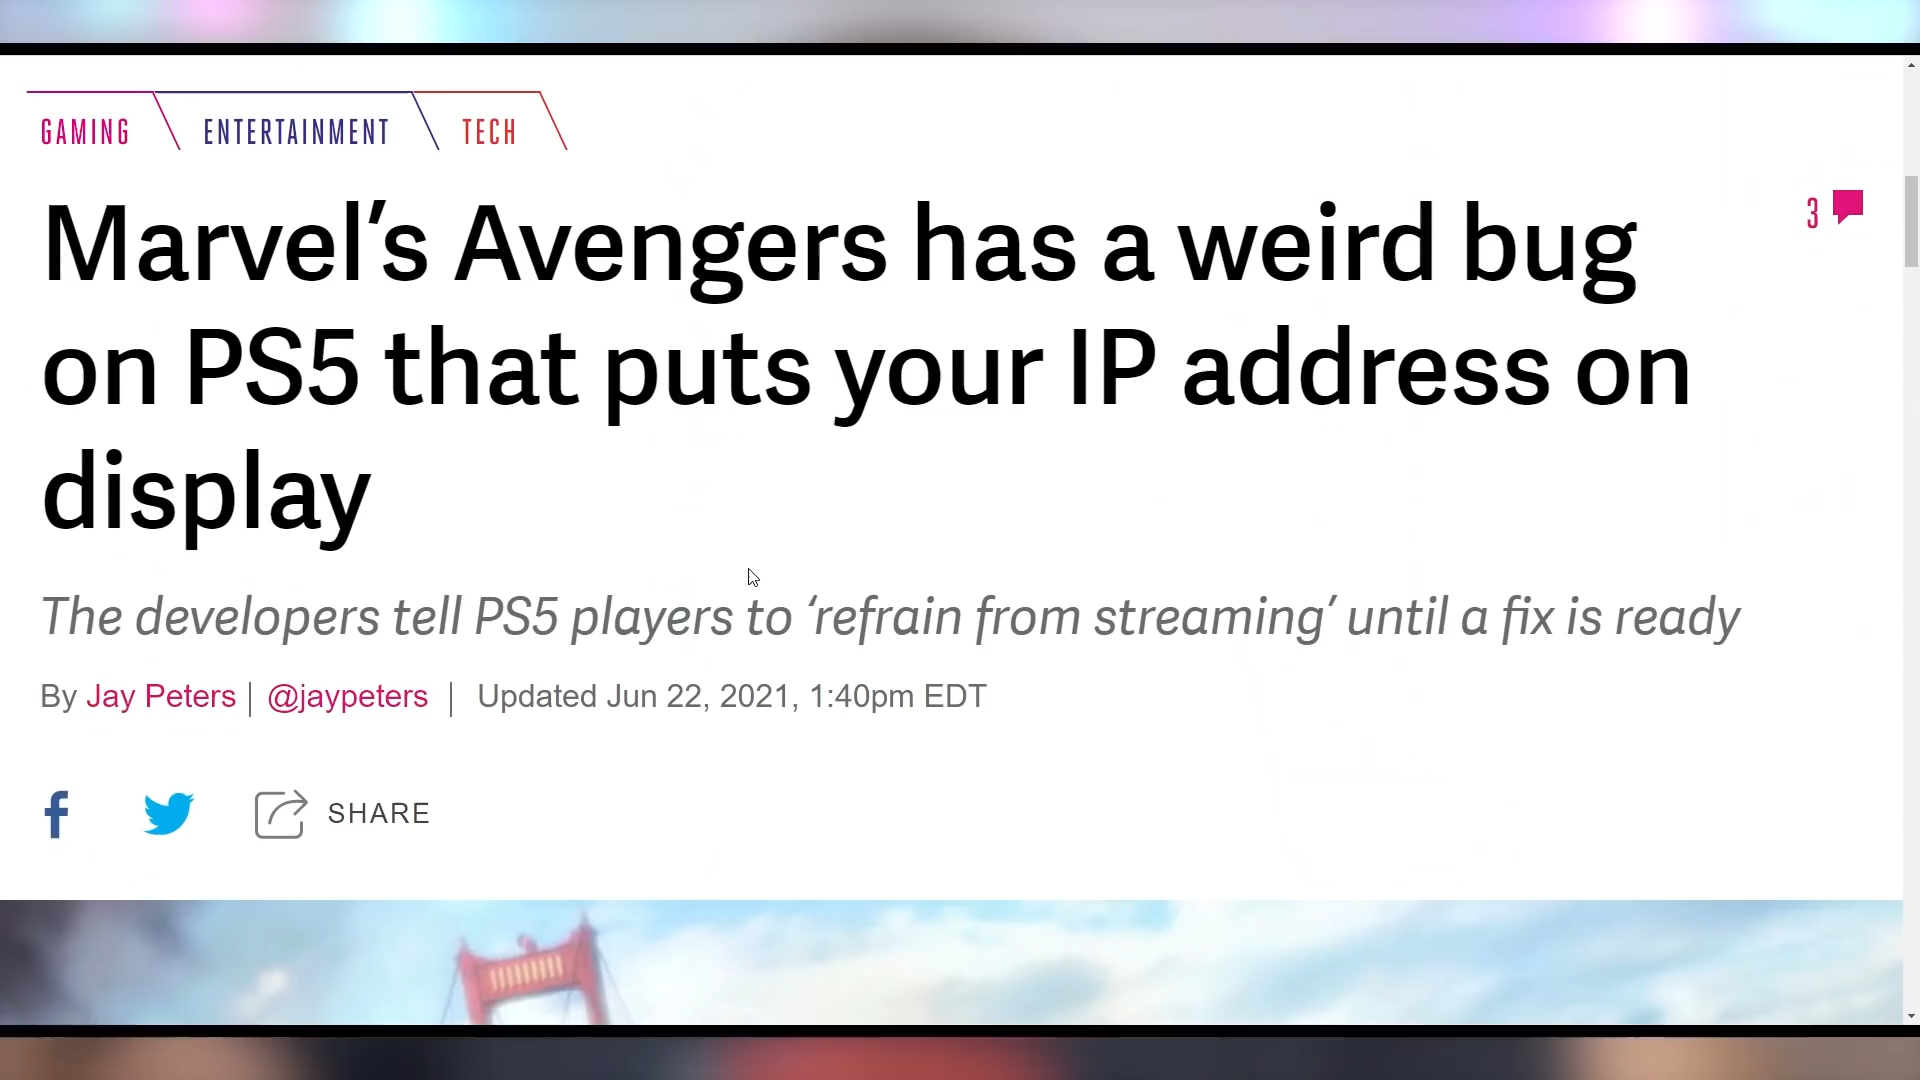 GAMING ENTERTAINMENT TECH
Marvel’s Avengers has a weird bug
on PS5 that puts your IP address on
display
3
The developers tell PS5 players to ‘refrain from streaming’ until a fix is ready
By Jay Peters | @jaypeters | Updated Jun 22, 2021, 1:40pm EDT
SHARE